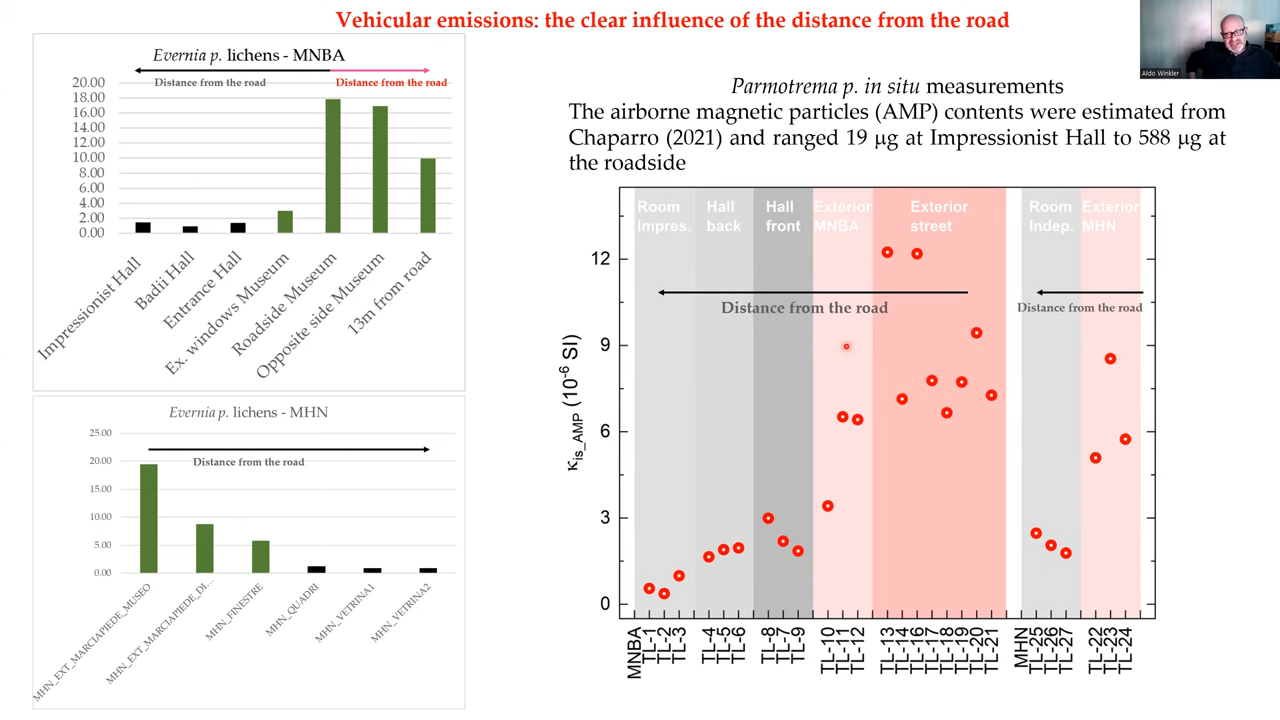 Vehicular emissions: the clear influence of the distance from the road
Aldo Winkler
Evernia p. lichens - MNBA
Distance from the road
Distance from the road
20.00
18.00
16.00
14.00
12.00
10.00
8.00
6.00
4.00
2.00
0.00
Impressionist Hall
Badii Hall
Entrance Hall
Ex. windows Museum
Roadside Museum
Opposite side Museum
13m from road
Evernia p. lichens - MHN
Distance from the road
25.00
20.00
15.00
10.00
5.00
0.00
MHN_EXT_MARCIAPIEDE_MUSEO
MHN_EXT_MARCIAPIEDE_DI...
MHN_FINESTRE
MHN_QUADRI
MHN_VETRINA1
MHN_VETRINA2
Parmotrema p. in situ measurements
The airborne magnetic particles (AMP) contents were estimated from
Chaparro (2021) and ranged 19 µg at Impressionist Hall to 588 µg at
the roadside
Room
Impres.
Hall
back
Hall
front
Exterior
MNBA
Exterior
street
Room
Indep.
Exterior
MHN
Distance from the road
Distance from the road
κis_AMP (10-6 SI)
12
9
6
3
0
MNBA
TL-1
TL-2
TL-3
TL-4
TL-5
TL-6
TL-8
TL-7
TL-9
TL-10
TL-11
TL-12
TL-13
TL-14
TL-16
TL-17
TL-18
TL-19
TL-20
TL-21
MHN
TL-25
TL-26
TL-27
TL-22
TL-23
TL-24